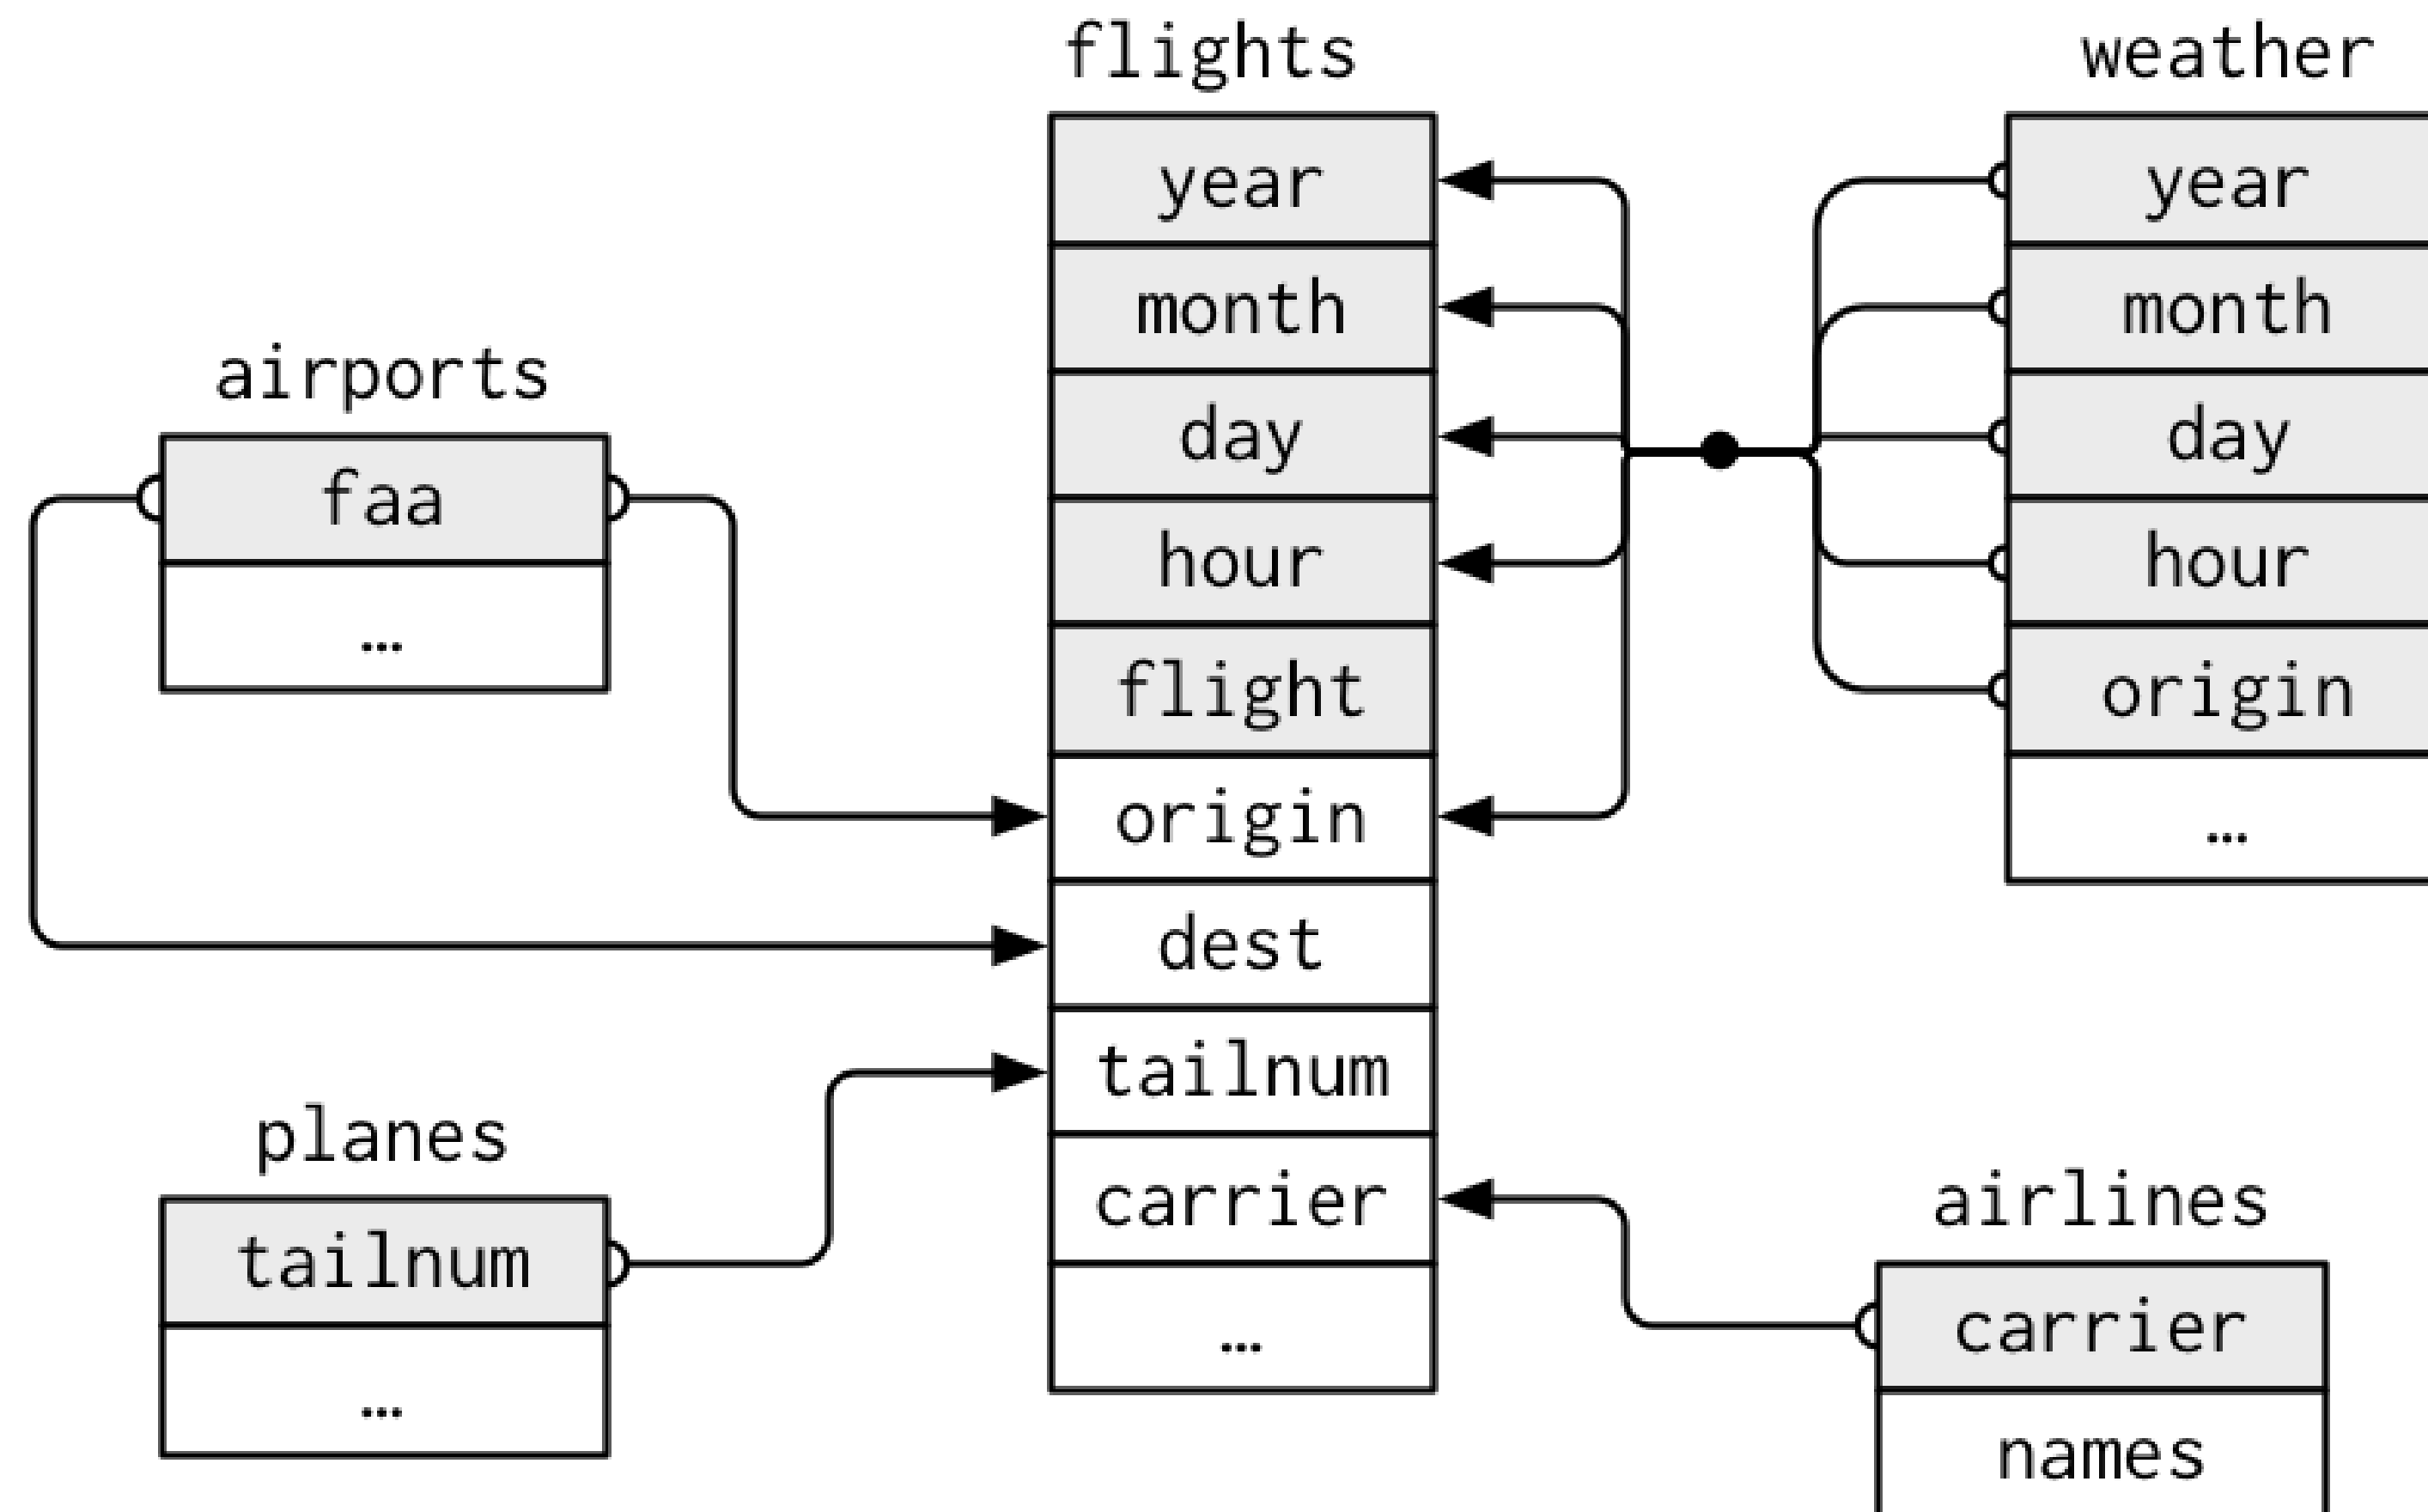 flights
year
month
day
hour
flight
origin
dest
tailnum
carrier
…
weather
year
month
day
hour
origin
…
airports
faa
…
planes
tailnum
…
airlines
carrier
names